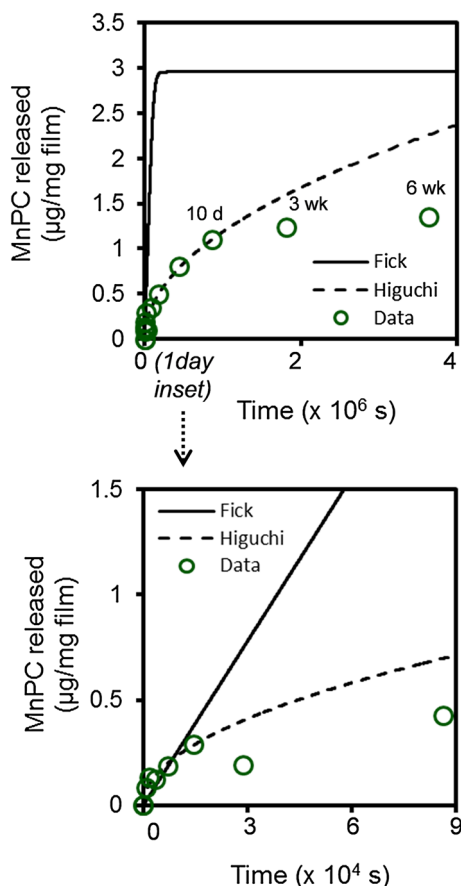 MnPC released
(µg/mg film)
3.5
3
2.5
2
1.5
1
0.5
0
10 d
3 wk
6 wk
Fick
Higuchi
Data
0 2 4
(1day
inset)
Time (x 10⁶ s)
MnPC released
(µg/mg film)
1.5
1
0.5
0
Fick
Higuchi
Data
0 3 6 9
Time (x 10⁴ s)